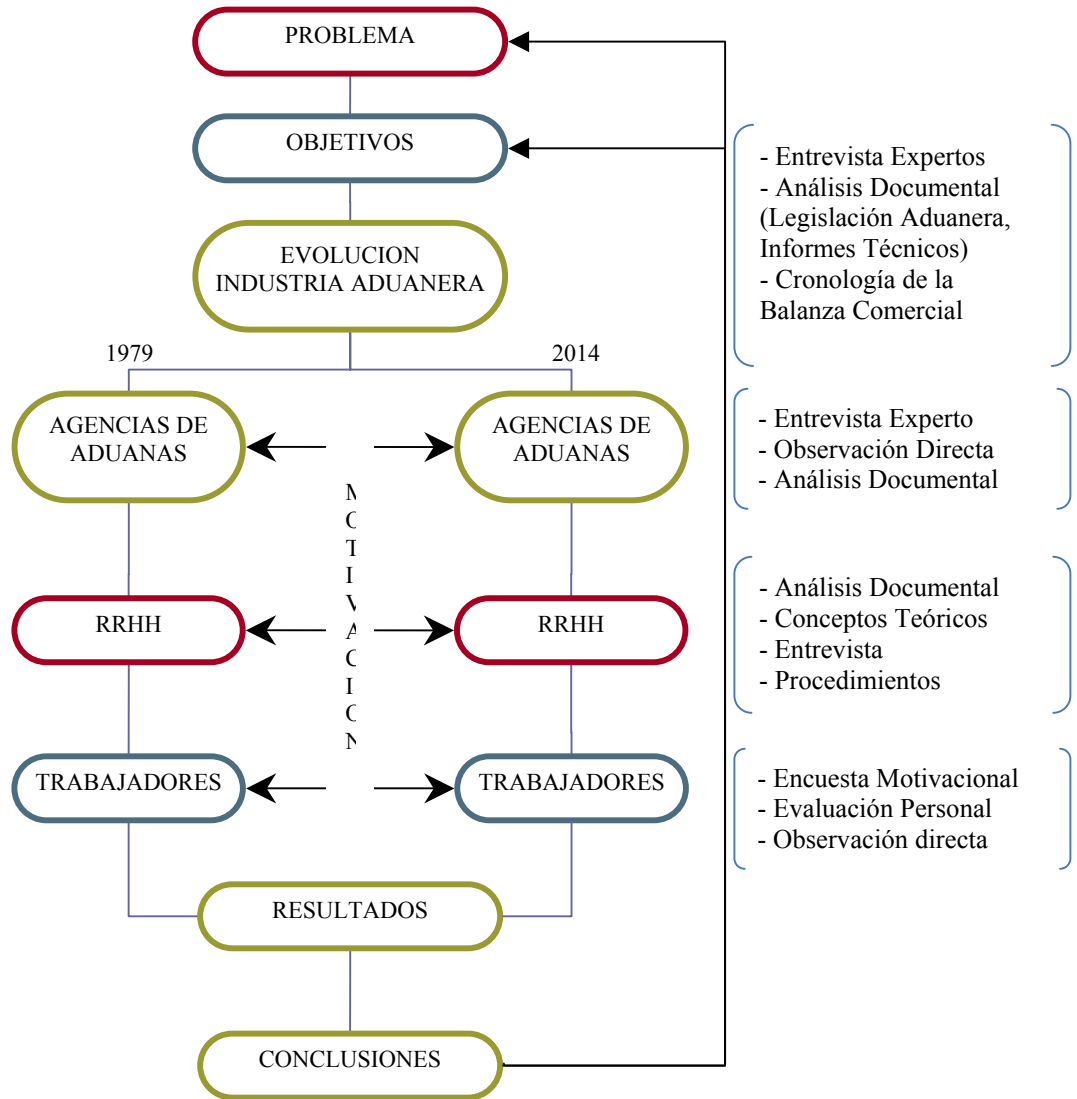 PROBLEMA
OBJETIVOS
EVOLUCION
INDUSTRIA ADUANERA
1979
2014
AGENCIAS DE
ADUANAS
AGENCIAS DE
ADUANAS
MOTIVACION
RRHH
RRHH
TRABAJADORES
TRABAJADORES
RESULTADOS
CONCLUSIONES
- Entrevista Expertos
- Análisis Documental
(Legislación Aduanera,
Informes Técnicos)
- Cronología de la
Balanza Comercial
- Entrevista Experto
- Observación Directa
- Análisis Documental
- Análisis Documental
- Conceptos Teóricos
- Entrevista
- Procedimientos
- Encuesta Motivacional
- Evaluación Personal
- Observación directa